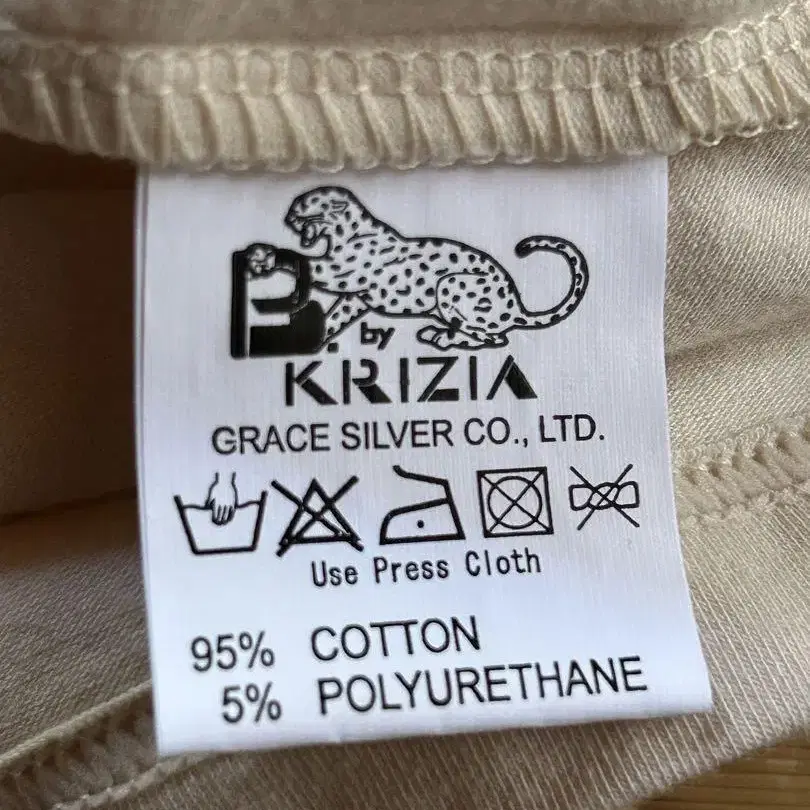 by
KRIZIA
GRACE SILVER CO., LTD.
Use Press Cloth
95% COTTON
5% POLYURETHANE